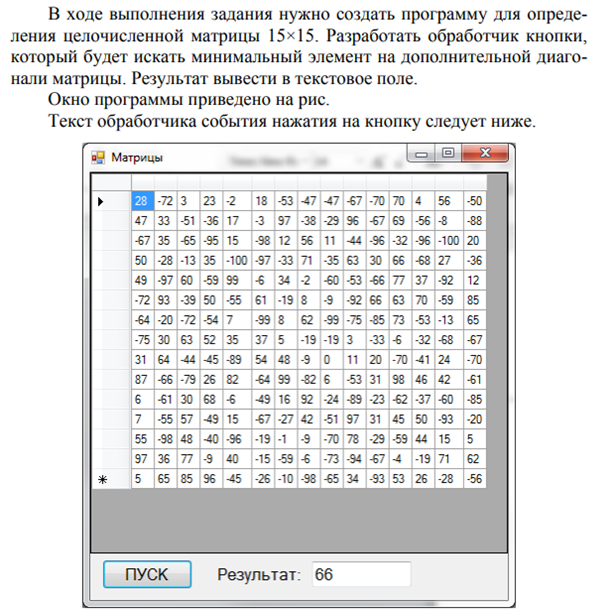 В ходе выполнения задания нужно создать программу для опреде-
ления целочисленной матрицы 15×15. Разработать обработчик кнопки,
который будет искать минимальный элемент на дополнительной диаго-
нали матрицы. Результат вывести в текстовое поле.
Окно программы приведено на рис.
Текст обработчика события нажатия на кнопку следует ниже.
Матрицы
28 -72 3 23 -2 18 -53 -47 -47 -67 -70 70 4 56 -50
47 33 -51 -36 17 -3 97 -38 -29 96 -67 69 -56 -8 -88
-67 35 -65 -95 15 -98 12 56 11 -44 -96 -32 -96 -100 20
50 -28 -13 35 -100 -97 -33 71 -35 63 30 66 -68 27 -36
49 -97 60 -59 99 -6 34 -2 -60 -53 -66 77 37 -92 12
-72 93 -39 50 -55 61 -19 8 -9 -92 66 63 70 -59 85
-64 -20 -72 -54 7 -99 8 62 -99 -75 -85 73 -53 -13 65
-75 30 63 52 35 37 5 -19 -19 3 -33 -6 -32 -68 -67
31 64 -44 -45 -89 54 48 -9 0 11 20 -70 -41 24 -70
87 -66 -79 26 82 -64 99 -82 6 -53 31 98 46 42 -61
6 -61 30 68 -6 -49 16 92 -24 -89 -23 -62 -37 -60 -85
7 -55 57 -49 15 -67 -27 42 -51 97 31 45 50 -93 -20
55 -98 48 -40 -96 -19 -1 -9 -70 78 -29 -59 44 15 5
97 36 77 -9 40 -15 -59 -6 -73 -94 -67 -4 -19 71 62
5 65 85 96 -45 -26 -10 -98 -65 34 -93 53 26 -28 -56
ПУСК Результат: 66